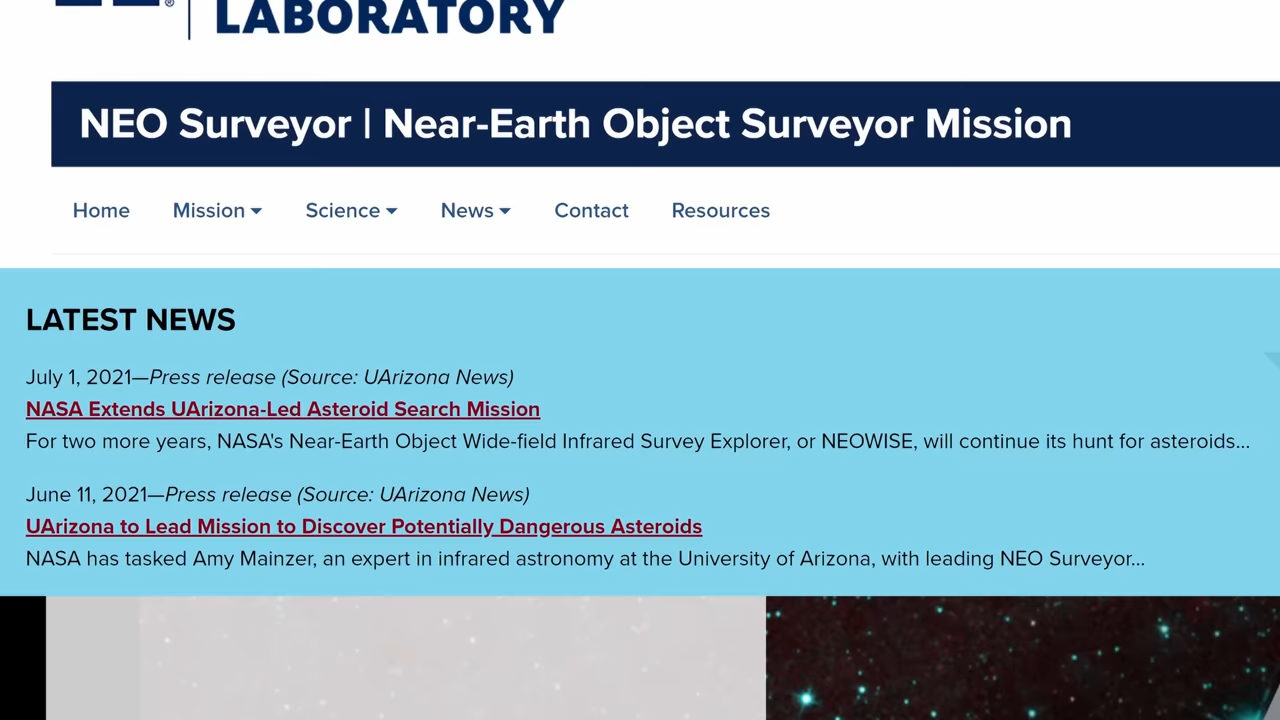 LABORATORY
NEO Surveyor | Near-Earth Object Surveyor Mission
Home Mission Science News Contact Resources
LATEST NEWS
July 1, 2021—Press release (Source: UArizona News)
NASA Extends UArizona-Led Asteroid Search Mission
For two more years, NASA's Near-Earth Object Wide-field Infrared Survey Explorer, or NEOWISE, will continue its hunt for asteroids...
June 11, 2021—Press release (Source: UArizona News)
UArizona to Lead Mission to Discover Potentially Dangerous Asteroids
NASA has tasked Amy Mainzer, an expert in infrared astronomy at the University of Arizona, with leading NEO Surveyor...